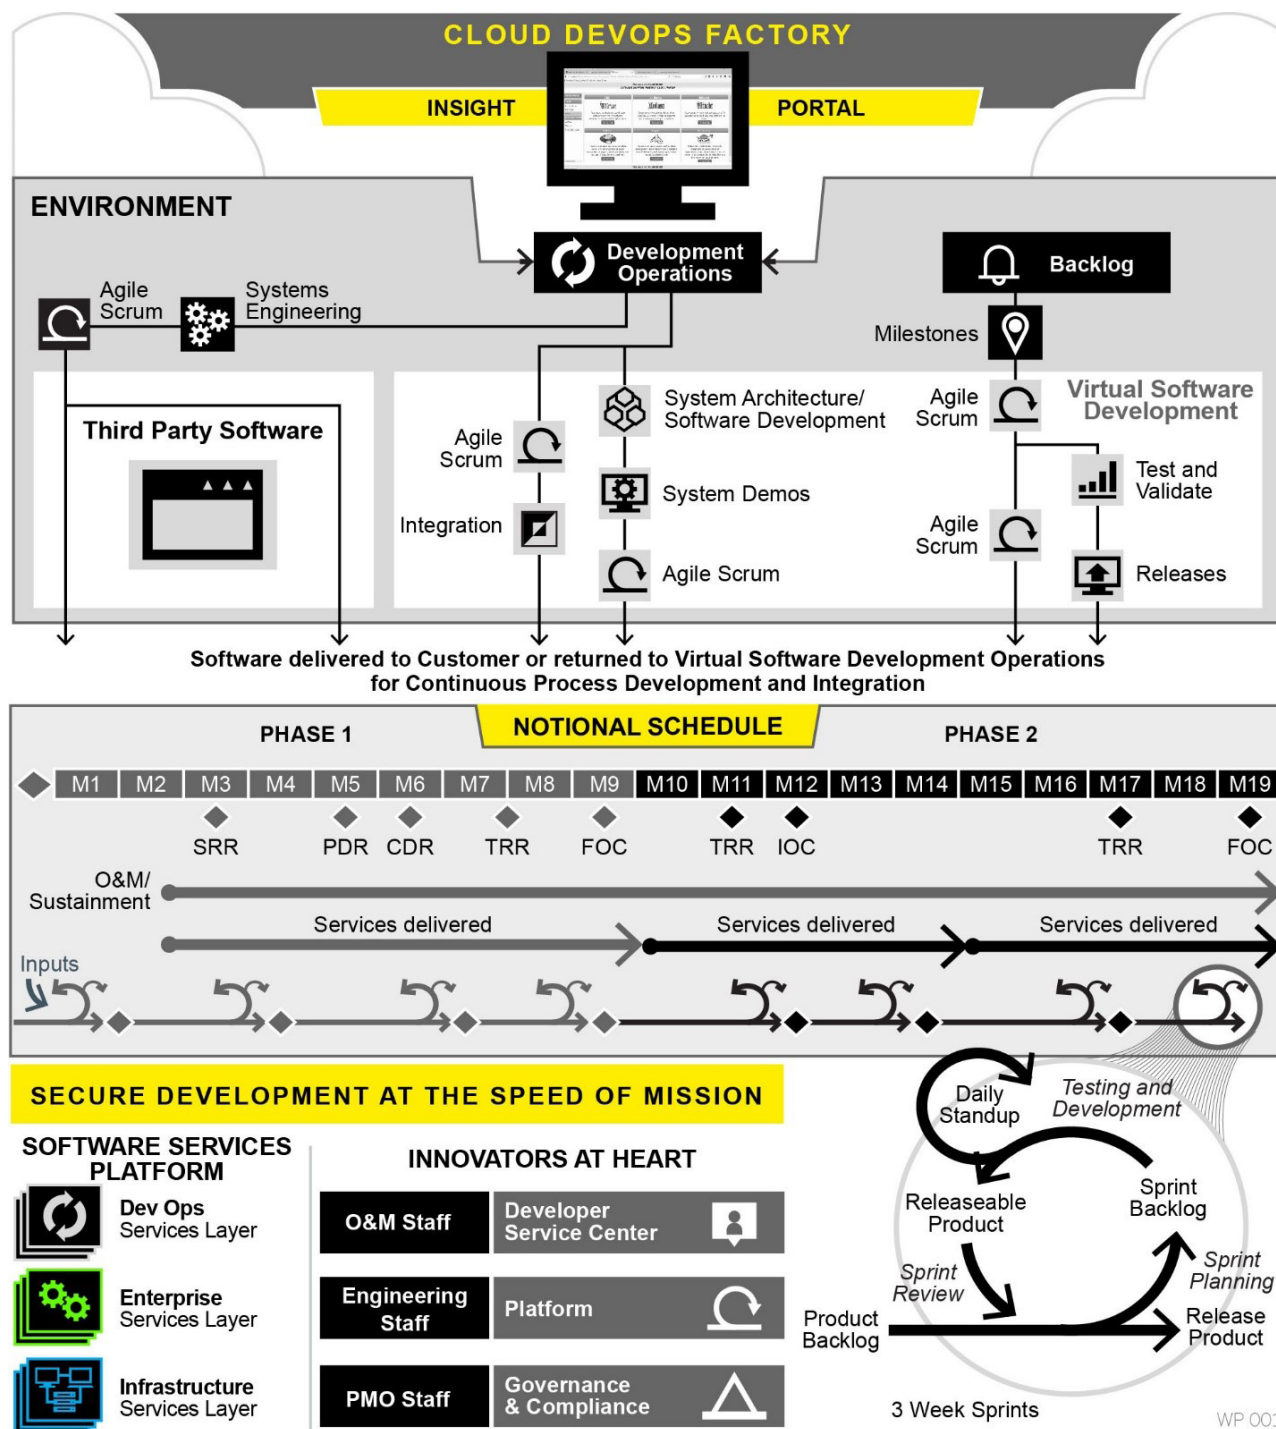 CLOUD DEVOPS FACTORY
INSIGHT
PORTAL
ENVIRONMENT
Development
Operations
Backlog
Agile
Scrum
Systems
Engineering
Milestones
Third Party Software
Agile
Scrum
Integration
System Architecture/
Software Development
System Demos
Agile Scrum
Agile
Scrum
Virtual Software
Development
Test and
Validate
Agile
Scrum
Releases
Software delivered to Customer or returned to Virtual Software Development Operations
for Continuous Process Development and Integration
PHASE 1
NOTIONAL SCHEDULE
PHASE 2
M1 M2 M3 M4 M5 M6 M7 M8 M9 M10 M11 M12 M13 M14 M15 M16 M17 M18 M19
SRR PDR CDR TRR FOC TRR IOC TRR FOC
O&M/
Sustainment
Services delivered Services delivered Services delivered
Inputs
SECURE DEVELOPMENT AT THE SPEED OF MISSION
SOFTWARE SERVICES
PLATFORM
Dev Ops
Services Layer
Enterprise
Services Layer
Infrastructure
Services Layer
INNOVATORS AT HEART
O&M Staff
Developer
Service Center
Engineering
Staff
Platform
PMO Staff
Governance
& Compliance
Daily
Standup
Testing and
Development
Releaseable
Product
Sprint
Backlog
Sprint
Review
Sprint
Planning
Product
Backlog
Release
Product
3 Week Sprints
WP 001